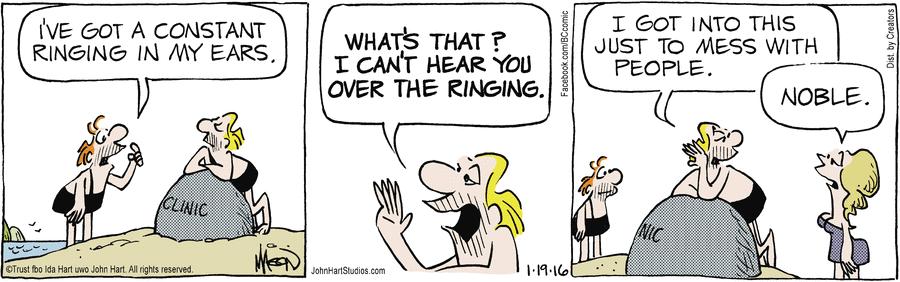 I'VE GOT A CONSTANT
RINGING IN MY EARS.
CLINIC
©Trust fbo Ida Hart uwo John Hart. All rights reserved.
WHAT'S THAT?
I CAN'T HEAR YOU
OVER THE RINGING.
JohnHartStudios.com
1.19.16
Facebook.com/BCcomic
I GOT INTO THIS
JUST TO MESS WITH
PEOPLE.
NOBLE.
NIC
Dist. by Creators